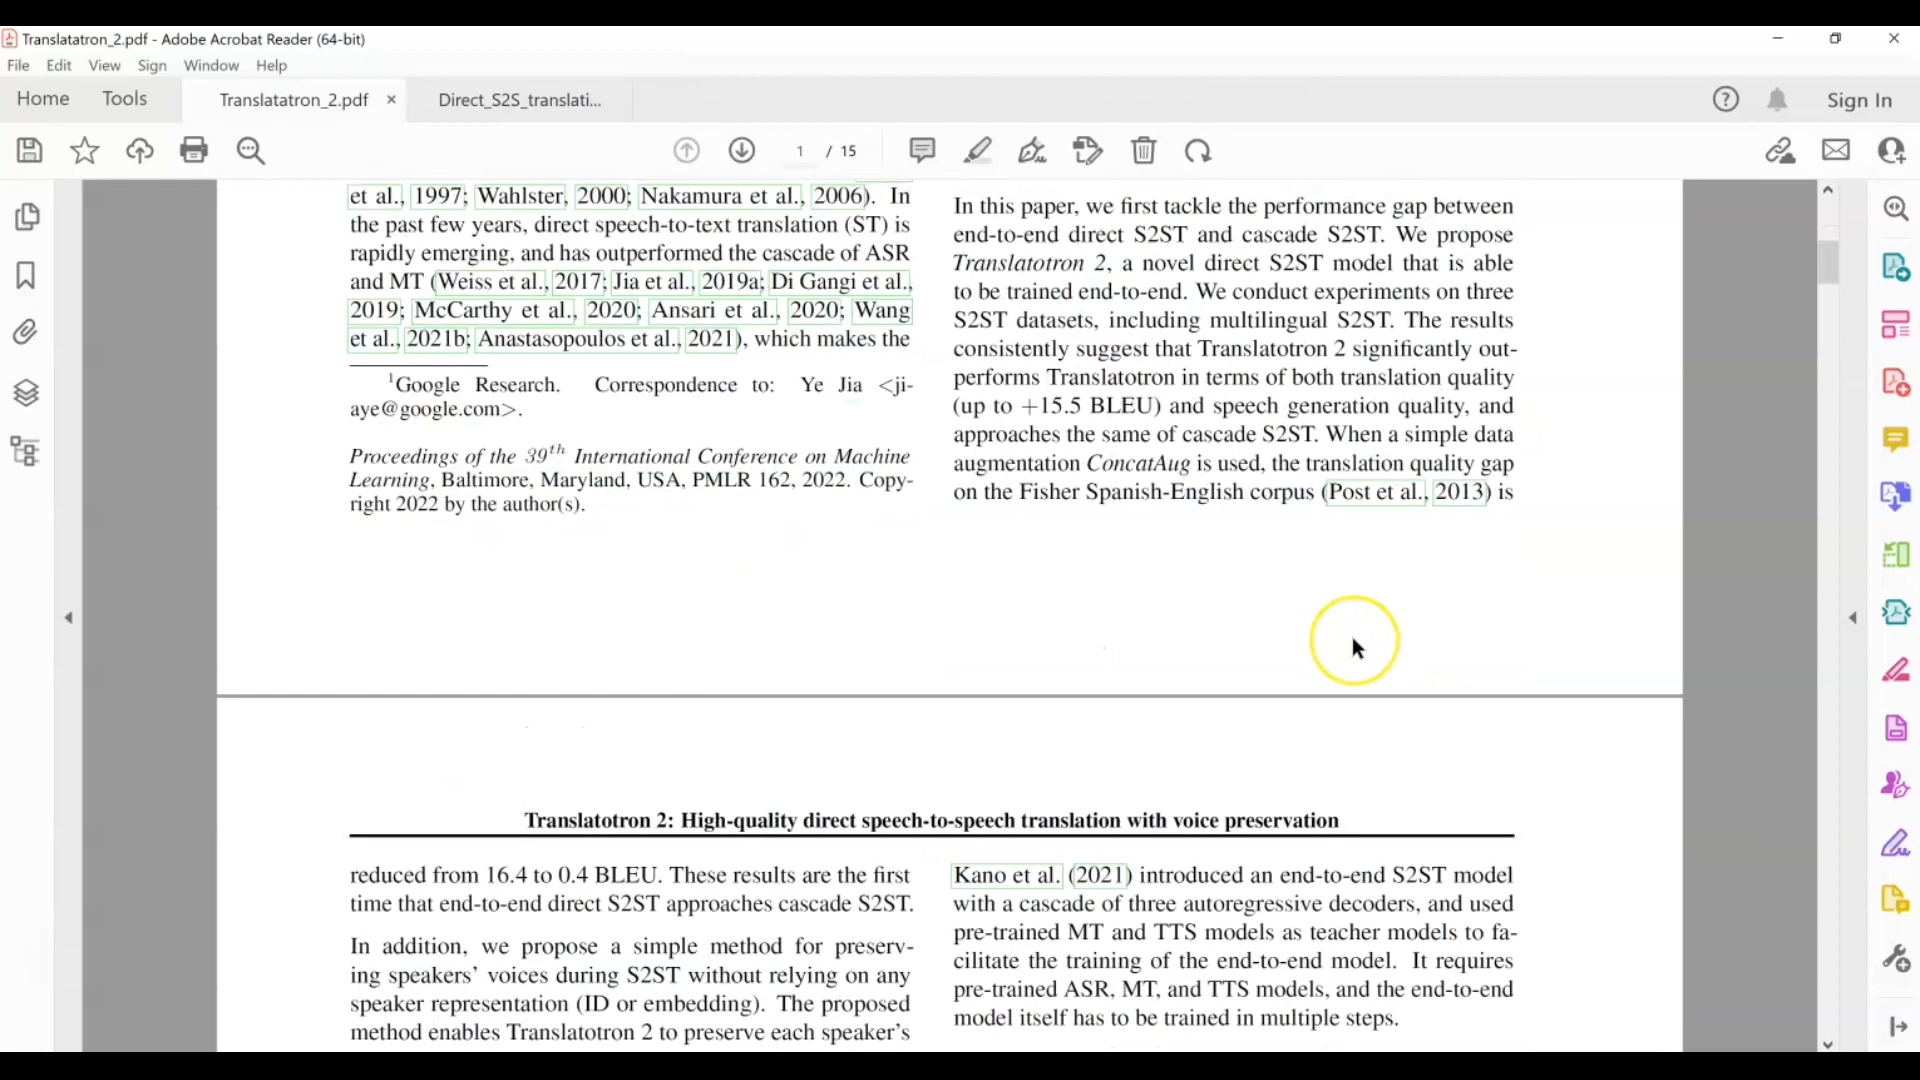 Translatatron_2.pdf - Adobe Acrobat Reader (64-bit)
File Edit View Sign Window Help
Home Tools Translatatron_2.pdf × Direct_S2S_translati... Sign In
1 / 15
et al., 1997; Wahlster, 2000; Nakamura et al., 2006). In
the past few years, direct speech-to-text translation (ST) is
rapidly emerging, and has outperformed the cascade of ASR
and MT (Weiss et al., 2017; Jia et al., 2019a; Di Gangi et al.,
2019; McCarthy et al., 2020; Ansari et al., 2020; Wang
et al., 2021b; Anastasopoulos et al., 2021), which makes the
1Google Research. Correspondence to: Ye Jia <ji-
aye@google.com>.
Proceedings of the 39th International Conference on Machine
Learning, Baltimore, Maryland, USA, PMLR 162, 2022. Copy-
right 2022 by the author(s).
In this paper, we first tackle the performance gap between
end-to-end direct S2ST and cascade S2ST. We propose
Translatotron 2, a novel direct S2ST model that is able
to be trained end-to-end. We conduct experiments on three
S2ST datasets, including multilingual S2ST. The results
consistently suggest that Translatotron 2 significantly out-
performs Translatotron in terms of both translation quality
(up to +15.5 BLEU) and speech generation quality, and
approaches the same of cascade S2ST. When a simple data
augmentation ConcatAug is used, the translation quality gap
on the Fisher Spanish-English corpus (Post et al., 2013) is
Translatotron 2: High-quality direct speech-to-speech translation with voice preservation
reduced from 16.4 to 0.4 BLEU. These results are the first
time that end-to-end direct S2ST approaches cascade S2ST.
In addition, we propose a simple method for preserv-
ing speakers' voices during S2ST without relying on any
speaker representation (ID or embedding). The proposed
method enables Translatotron 2 to preserve each speaker's
Kano et al. (2021) introduced an end-to-end S2ST model
with a cascade of three autoregressive decoders, and used
pre-trained MT and TTS models as teacher models to fa-
cilitate the training of the end-to-end model. It requires
pre-trained ASR, MT, and TTS models, and the end-to-end
model itself has to be trained in multiple steps.